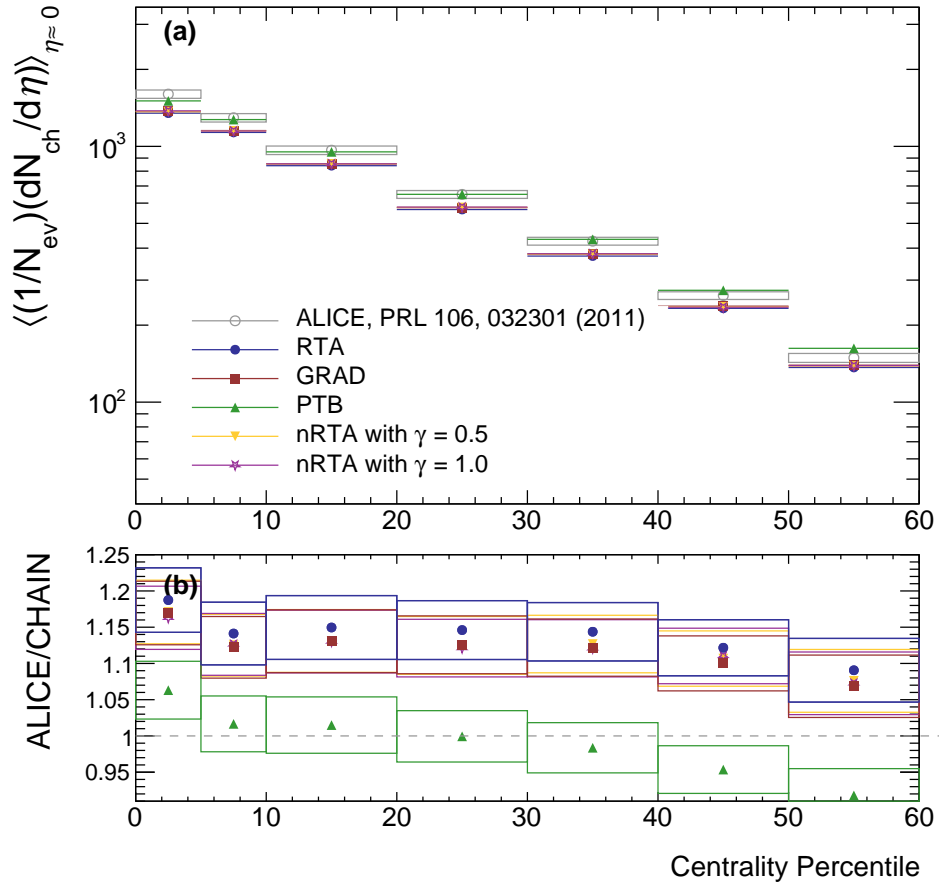 (a)
⟨(1/N_ev)(dN_ch/dη)⟩_η≈0
10^3
10^2
ALICE, PRL 106, 032301 (2011)
RTA
GRAD
PTB
nRTA with γ = 0.5
nRTA with γ = 1.0
0 10 20 30 40 50 60
(b)
ALICE/CHAIN
1.25
1.2
1.15
1.1
1.05
1
0.95
0 10 20 30 40 50 60
Centrality Percentile